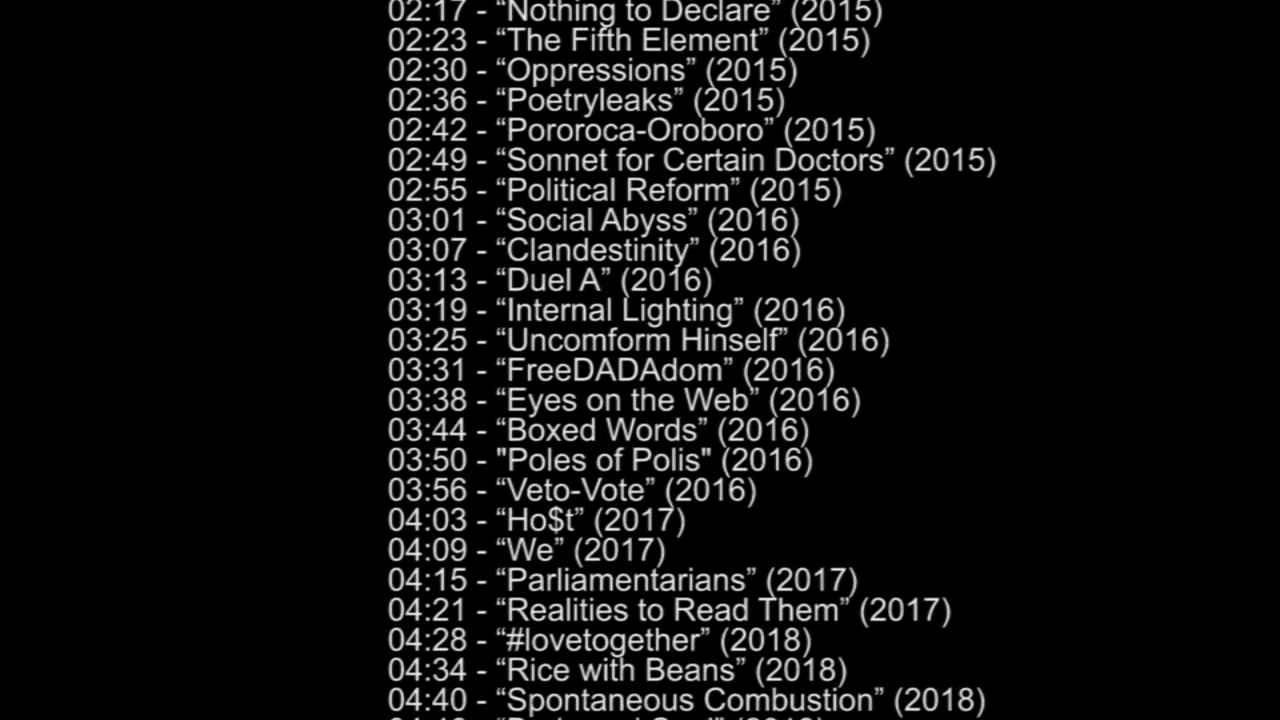 02:17 - “Nothing to Declare” (2015)
02:23 - “The Fifth Element” (2015)
02:30 - “Oppressions” (2015)
02:36 - “Poetryleaks” (2015)
02:42 - “Pororoca-Oroboro” (2015)
02:49 - “Sonnet for Certain Doctors” (2015)
02:55 - “Political Reform” (2015)
03:01 - “Social Abyss” (2016)
03:07 - “Clandestinity” (2016)
03:13 - “Duel A” (2016)
03:19 - “Internal Lighting” (2016)
03:25 - “Uncomform Hinself” (2016)
03:31 - “FreeDADAdom” (2016)
03:38 - “Eyes on the Web” (2016)
03:44 - “Boxed Words” (2016)
03:50 - "Poles of Polis" (2016)
03:56 - “Veto-Vote” (2016)
04:03 - “Ho$t” (2017)
04:09 - “We” (2017)
04:15 - “Parliamentarians” (2017)
04:21 - “Realities to Read Them” (2017)
04:28 - “#lovetogether” (2018)
04:34 - “Rice with Beans” (2018)
04:40 - “Spontaneous Combustion” (2018)